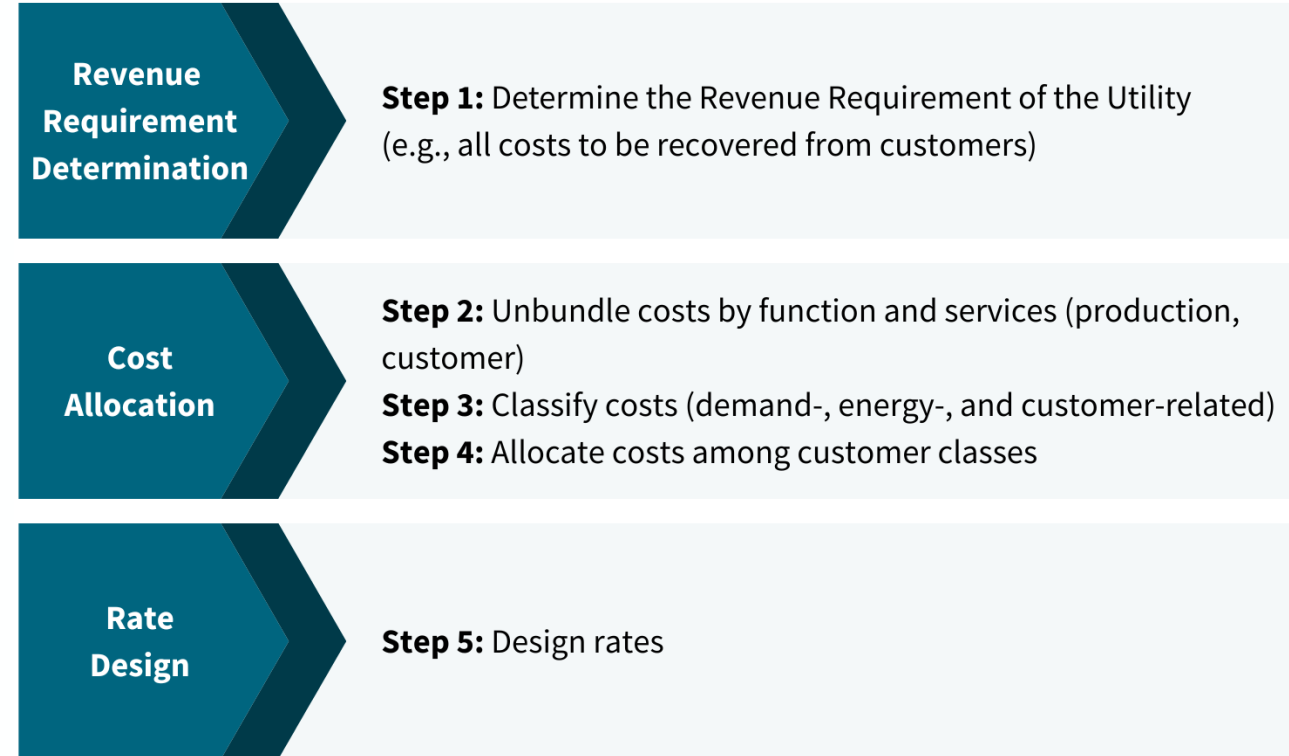 Revenue
Requirement
Determination
Step 1: Determine the Revenue Requirement of the Utility
(e.g., all costs to be recovered from customers)
Cost
Allocation
Step 2: Unbundle costs by function and services (production,
customer)
Step 3: Classify costs (demand-, energy-, and customer-related)
Step 4: Allocate costs among customer classes
Rate
Design
Step 5: Design rates